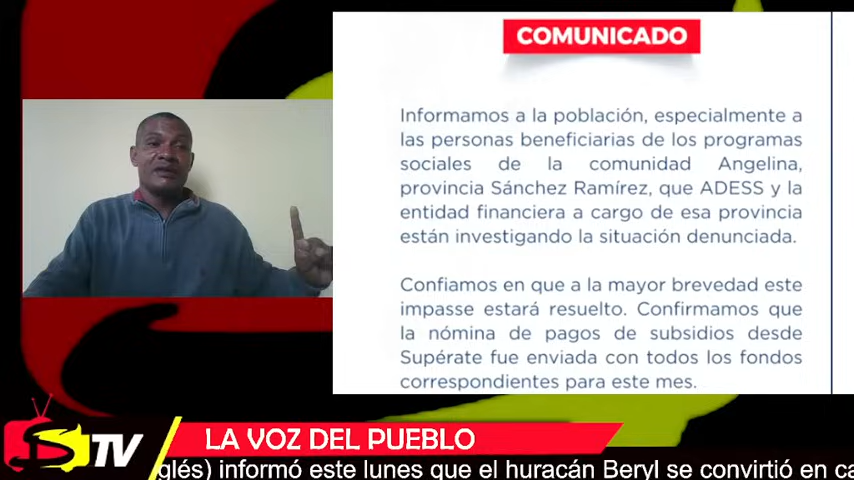 COMUNICADO
Informamos a la población, especialmente a
las personas beneficiarias de los programas
sociales de la comunidad Angelina,
provincia Sánchez Ramírez, que ADESS y la
entidad financiera a cargo de esa provincia
están investigando la situación denunciada.
Confiamos en que a la mayor brevedad este
impasse estará resuelto. Confirmamos que
la nómina de pagos de subsidios desde
Supérate fue enviada con todos los fondos
correspondientes para este mes.
STV
LA VOZ DEL PUEBLO
glés) informó este lunes que el huracán Beryl se convirtió en ca